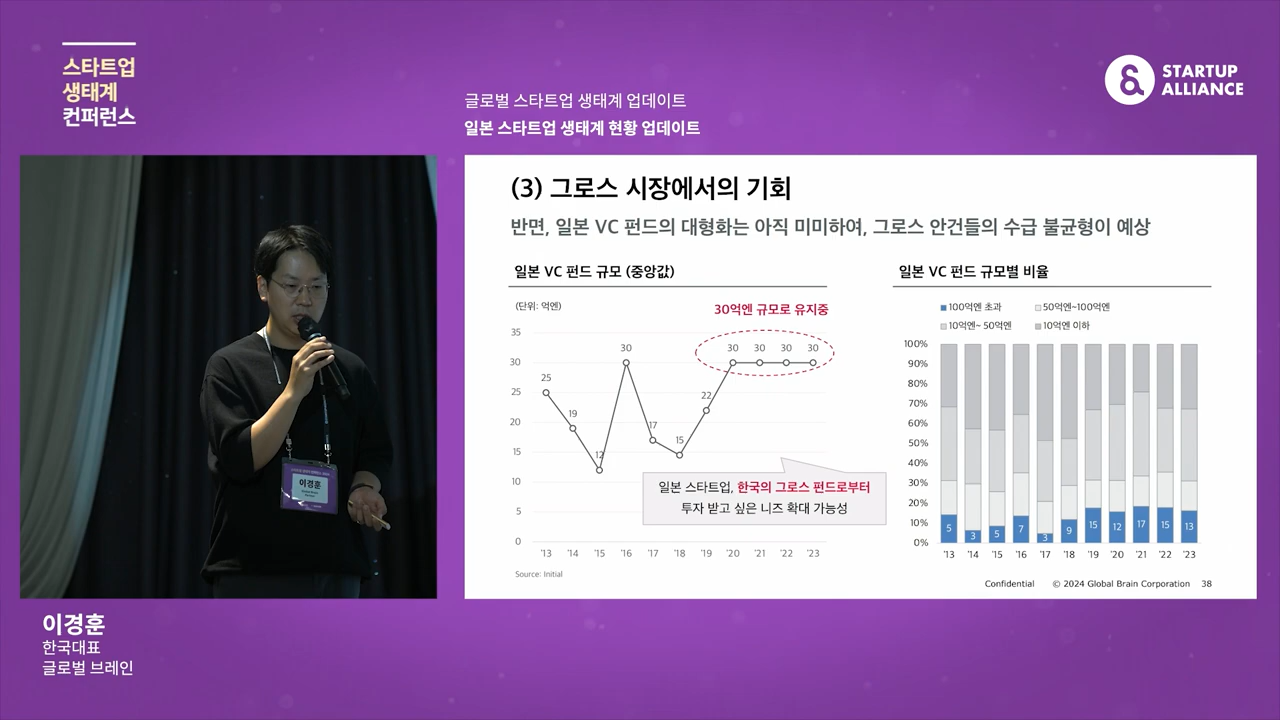 스타트업
생태계
컨퍼런스
글로벌 스타트업 생태계 업데이트
일본 스타트업 생태계 현황 업데이트
STARTUP
ALLIANCE
이경훈
(3) 그로스 시장에서의 기회
반면, 일본 VC 펀드의 대형화는 아직 미미하여, 그로스 안건들의 수급 불균형이 예상
일본 VC 펀드 규모 (중앙값)
(단위: 억엔)
30억엔 규모로 유지중
35
30
25
20
15
10
5
0
25
19
12
30
17
15
22
30
30
30
30
'13
'14
'15
'16
'17
'18
'19
'20
'21
'22
'23
일본 스타트업, 한국의 그로스 펀드로부터
투자 받고 싶은 니즈 확대 가능성
Source: Initial
일본 VC 펀드 규모별 비율
100억엔 초과
50억엔~100억엔
10억엔~ 50억엔
10억엔 이하
100%
90%
80%
70%
60%
50%
40%
30%
20%
10%
0%
5
3
5
7
3
9
15
12
17
15
13
'13
'14
'15
'16
'17
'18
'19
'20
'21
'22
'23
Confidential © 2024 Global Brain Corporation 38
이경훈
한국대표
글로벌 브레인